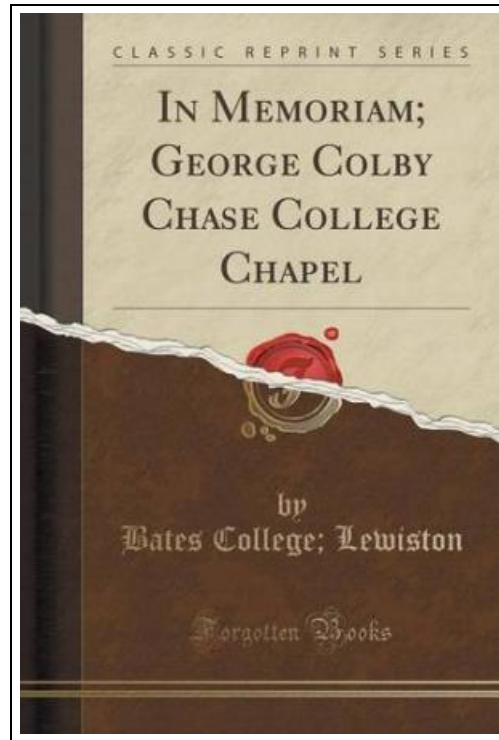 CLASSIC REPRINT SERIES
IN MEMORIAM;
GEORGE COLBY
CHASE COLLEGE
CHAPEL
by
Bates College; Lewiston
Forgotten Books